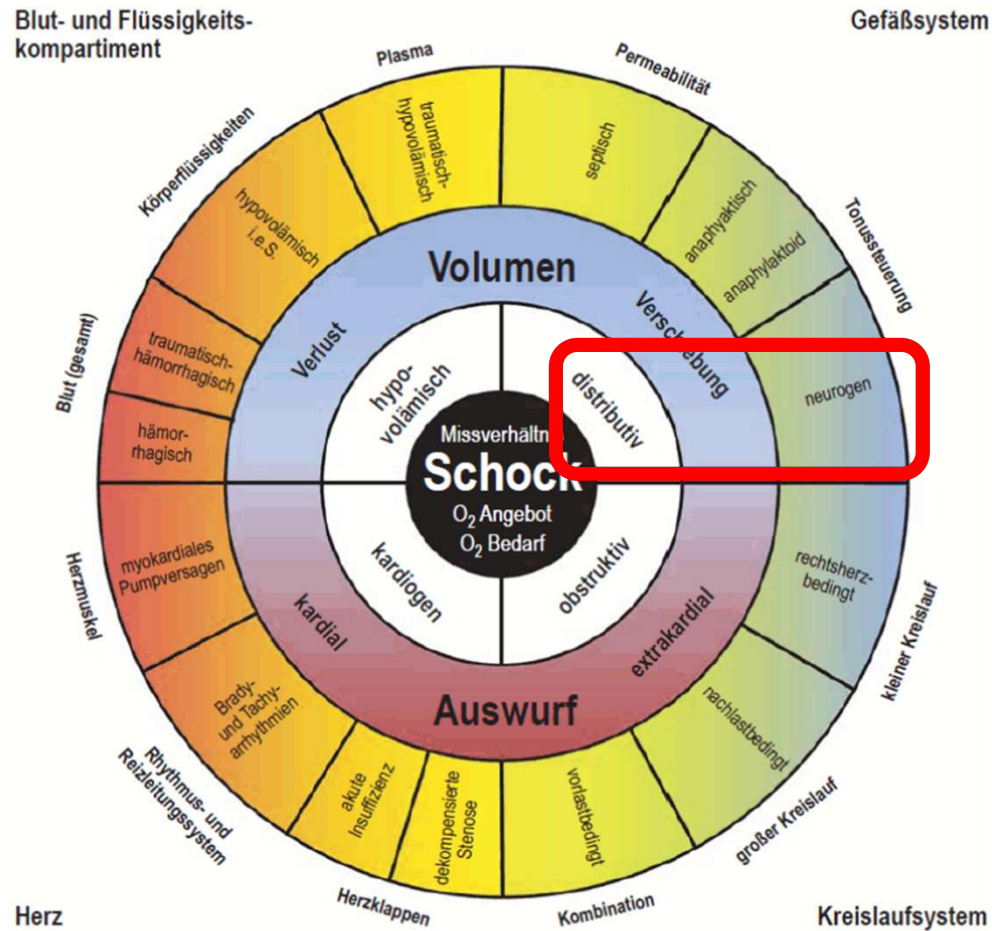 Blut- und Flüssigkeits-
kompartiment
Gefäßsystem
Plasma
Permeabilität
Körperflüssigkeiten
Tonussteuerung
Blut (gesamt)
traumatisch-
hypovolämisch
septisch
hypovolämisch
i.e.S.
anaphyaktisch
anaphylaktoid
traumatisch-
hämorrhagisch
neurogen
hämor-
rhagisch
Volumen
Verlust
Verschiebung
hypo-
volämisch
distributiv
Missverhältnis
Schock
O₂ Angebot
O₂ Bedarf
kardiogen
obstruktiv
kardial
extrakardial
Auswurf
Herzmuskel
myokardiales
Pumpversagen
rechtsherz-
bedingt
kleiner Kreislauf
Brady-
und Tachy-
arrhythmien
nachlastbedingt
Rhythmus- und
Reizleitungssystem
akute
Insuffizienz
dekompensierte
Stenose
vorlastbedingt
großer Kreislauf
Herzklappen
Kombination
Herz
Kreislaufsystem